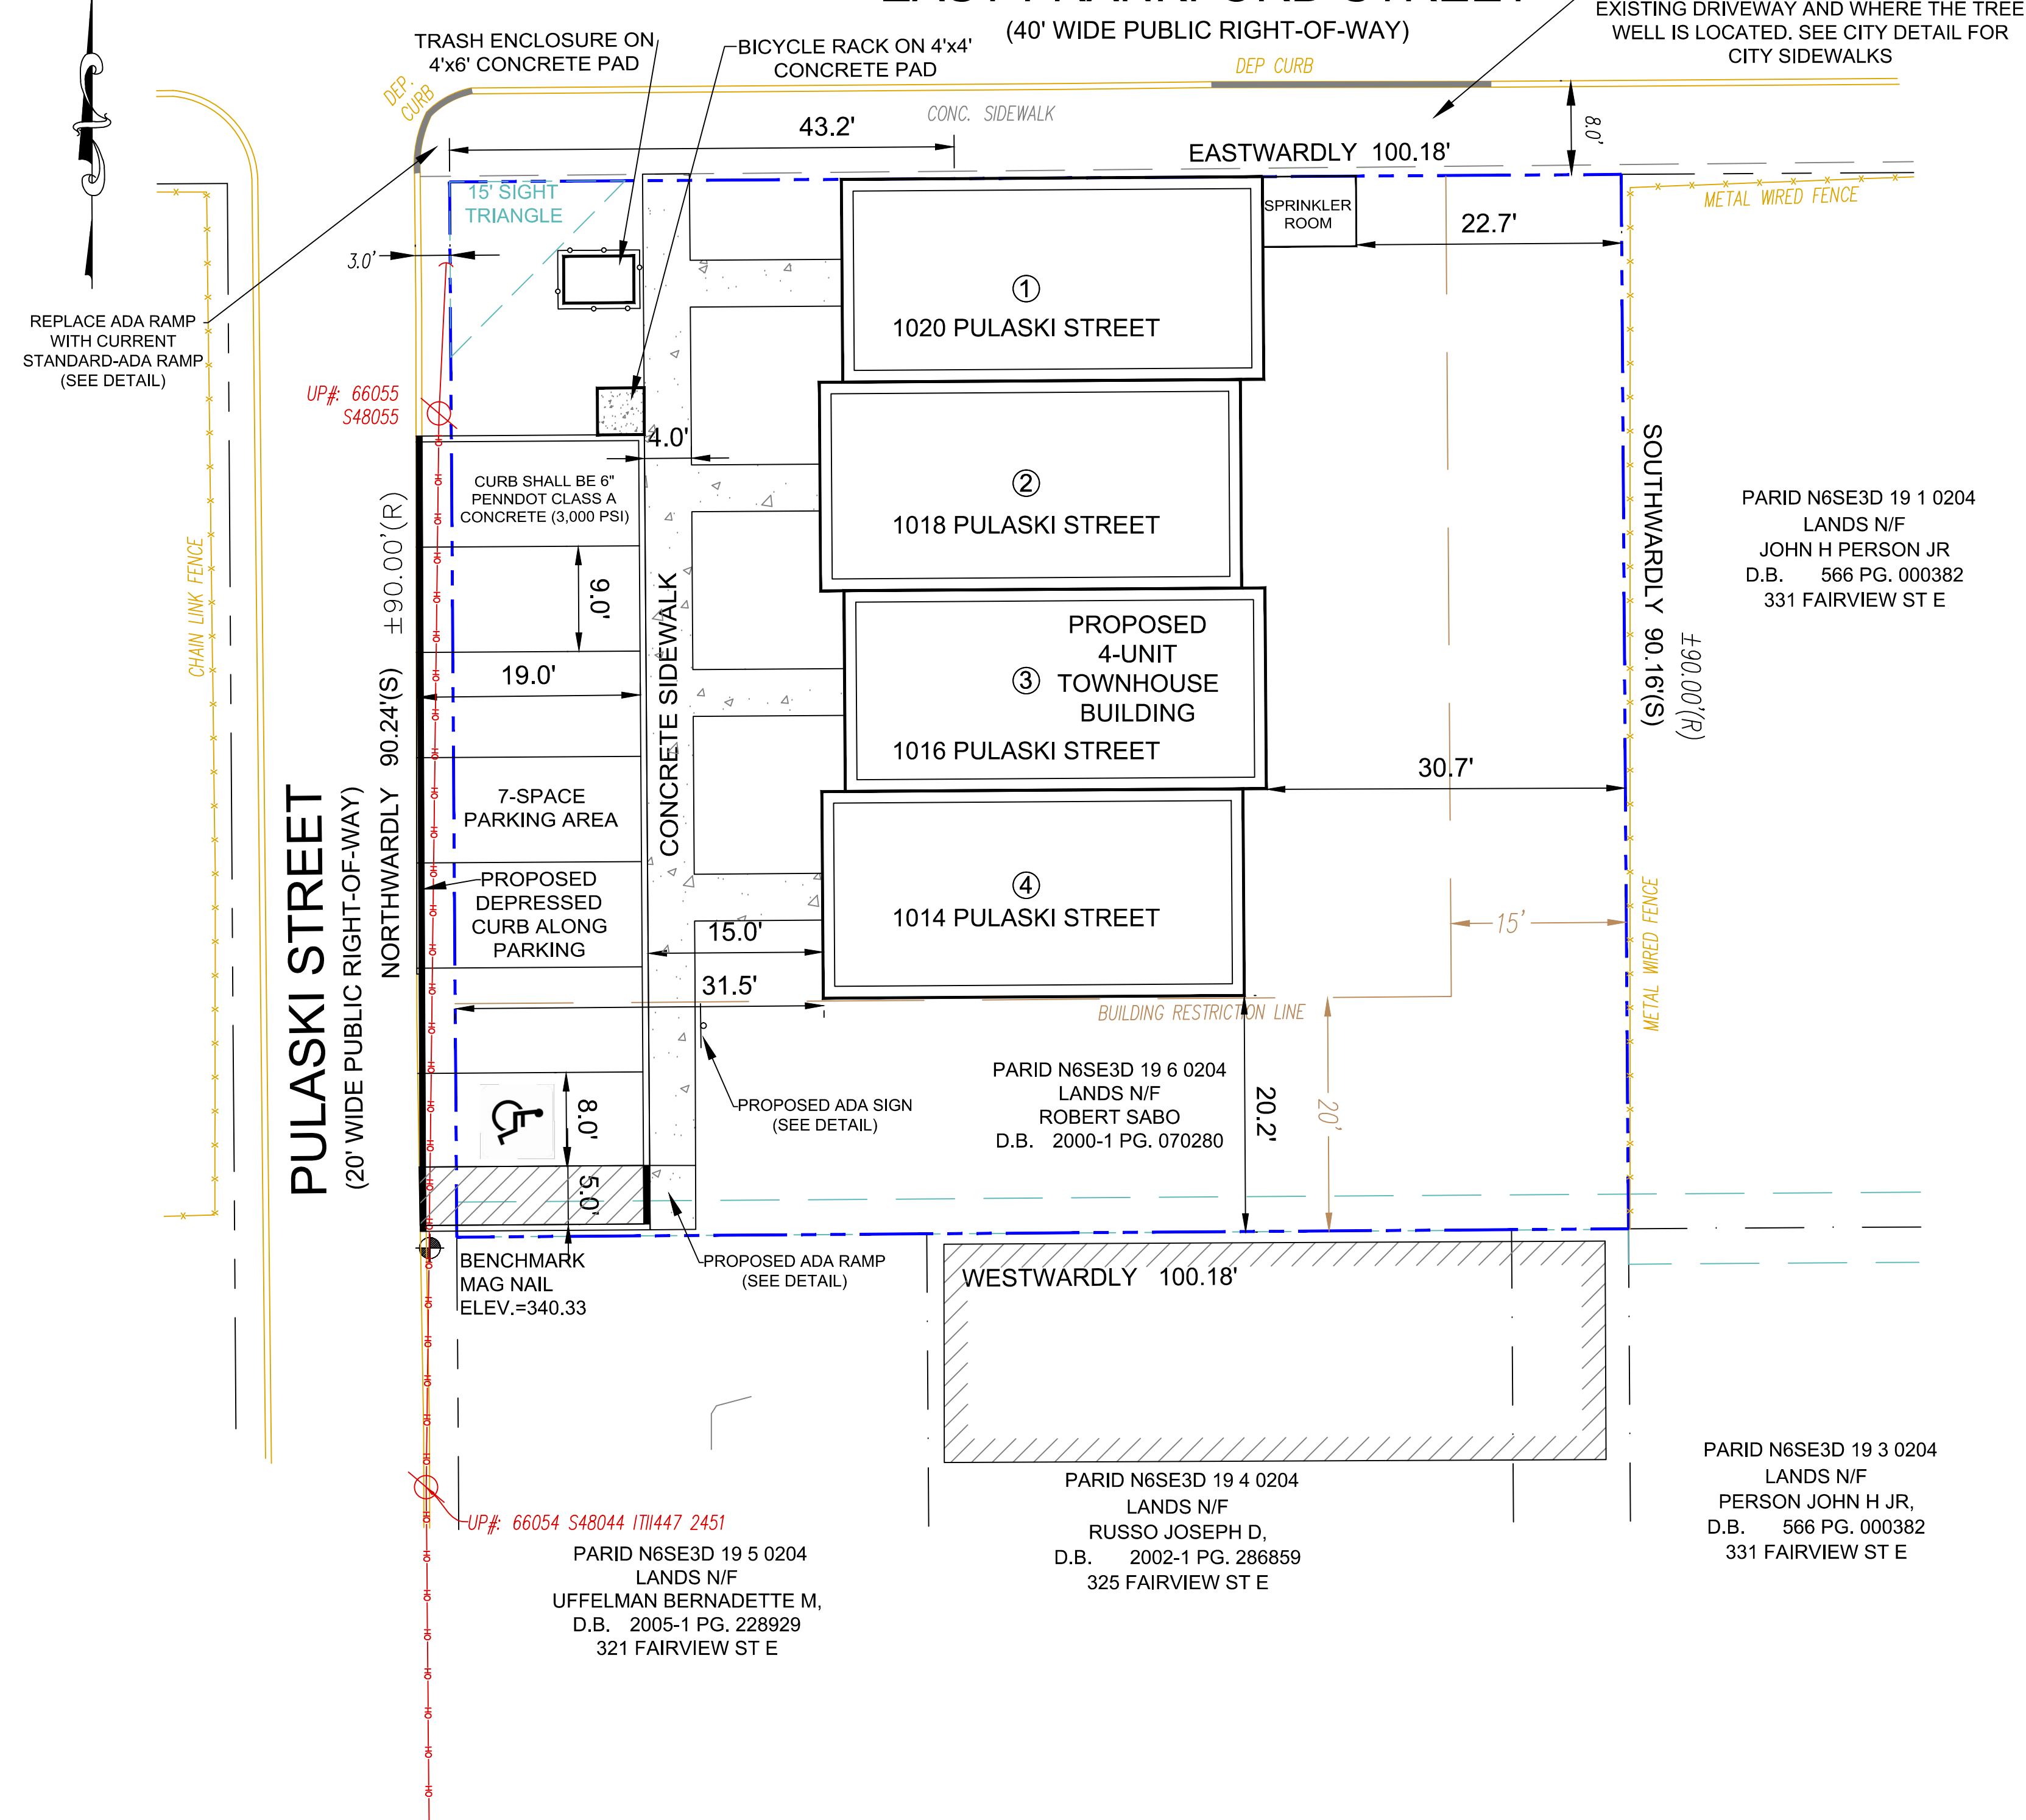 (40' WIDE PUBLIC RIGHT-OF-WAY)
EXISTING DRIVEWAY AND WHERE THE TREE
WELL IS LOCATED. SEE CITY DETAIL FOR
CITY SIDEWALKS
TRASH ENCLOSURE ON
4'x6' CONCRETE PAD
BICYCLE RACK ON 4'x4'
CONCRETE PAD
DEP.
CURB
DEP CURB
CONC. SIDEWALK
43.2'
8.0'
EASTWARDLY 100.18'
15' SIGHT
TRIANGLE
METAL WIRED FENCE
SPRINKLER
ROOM
22.7'
3.0'
①
1020 PULASKI STREET
REPLACE ADA RAMP
WITH CURRENT
STANDARD-ADA RAMP
(SEE DETAIL)
UP#: 66055
S48055
4.0'
CURB SHALL BE 6"
PENNDOT CLASS A
CONCRETE (3,000 PSI)
②
1018 PULASKI STREET
SOUTHWARDLY 90.16'(S)
±90.00'(R)
PARID N6SE3D 19 1 0204
LANDS N/F
JOHN H PERSON JR
D.B. 566 PG. 000382
331 FAIRVIEW ST E
CHAIN LINK FENCE
NORTHWARDLY 90.24'(S) ±90.00'(R)
9.0'
19.0'
CONCRETE SIDEWALK
PROPOSED
4-UNIT
TOWNHOUSE
BUILDING
③
1016 PULASKI STREET
30.7'
PULASKI STREET
(20' WIDE PUBLIC RIGHT-OF-WAY)
7-SPACE
PARKING AREA
PROPOSED
DEPRESSED
CURB ALONG
PARKING
④
1014 PULASKI STREET
15.0'
15'
METAL WIRED FENCE
31.5'
BUILDING RESTRICTION LINE
PARID N6SE3D 19 6 0204
LANDS N/F
ROBERT SABO
D.B. 2000-1 PG. 070280
20.2'
20'
PROPOSED ADA SIGN
(SEE DETAIL)
8.0'
5.0'
BENCHMARK
MAG NAIL
ELEV.=340.33
PROPOSED ADA RAMP
(SEE DETAIL)
WESTWARDLY 100.18'
UP#: 66054 S48044 ITII447 2451
PARID N6SE3D 19 5 0204
LANDS N/F
UFFELMAN BERNADETTE M,
D.B. 2005-1 PG. 228929
321 FAIRVIEW ST E
PARID N6SE3D 19 4 0204
LANDS N/F
RUSSO JOSEPH D,
D.B. 2002-1 PG. 286859
325 FAIRVIEW ST E
PARID N6SE3D 19 3 0204
LANDS N/F
PERSON JOHN H JR,
D.B. 566 PG. 000382
331 FAIRVIEW ST E